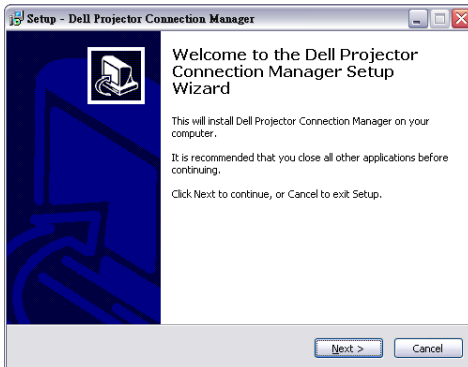 Setup - Dell Projector Connection Manager
Welcome to the Dell Projector
Connection Manager Setup
Wizard
This will install Dell Projector Connection Manager on your
computer.
It is recommended that you close all other applications before
continuing.
Click Next to continue, or Cancel to exit Setup.
Next >
Cancel